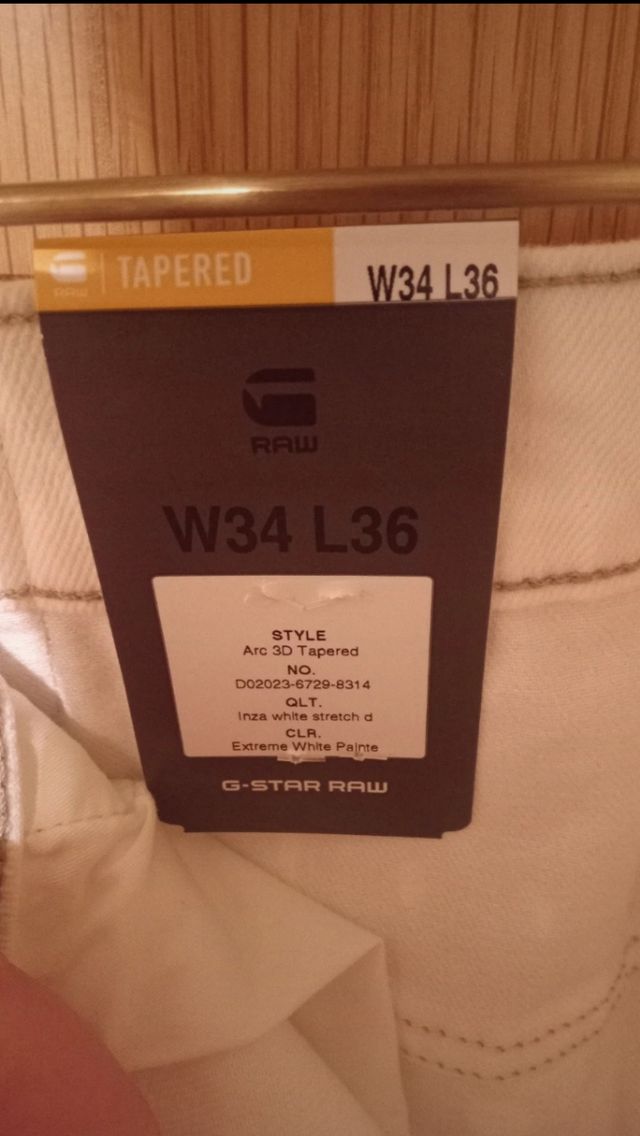 RAW TAPERED W34 L36
RAW
W34 L36
STYLE
Arc 3D Tapered
NO.
D02023-6729-8314
QLT.
Inza white stretch d
CLR.
Extreme White Painte
G-STAR RAW